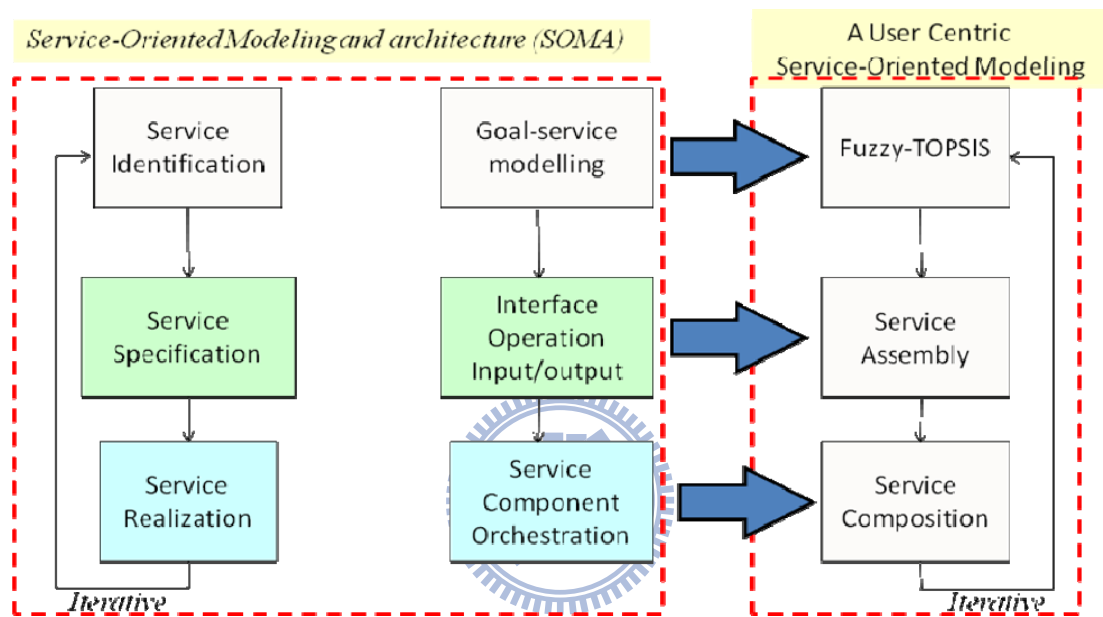 Service-Oriented Modeling and architecture (SOMA)
A User Centric
Service-Oriented Modeling
Service
Identification
Goal-service
modelling
Fuzzy-TOPSIS
Service
Specification
Interface
Operation
Input/output
Service
Assembly
Service
Realization
Service
Component
Orchestration
Service
Composition
Iterative
Iterative